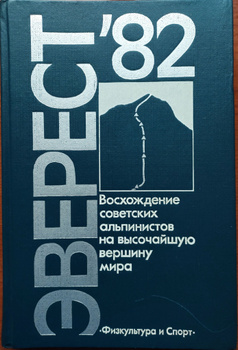 ЭВЕРЕСТ
'82
Восхождение
советских
альпинистов
на высочайшую
вершину
мира
·Физкультура и Спорт·